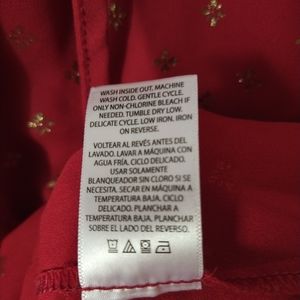 WASH INSIDE OUT. MACHINE
WASH COLD. GENTLE CYCLE.
ONLY NON-CHLORINE BLEACH IF
NEEDED. TUMBLE DRY LOW.
DELICATE CYCLE. LOW IRON. IRON
ON REVERSE.
VOLTEAR AL REVÉS ANTES DEL
LAVADO. LAVAR A MÁQUINA CON
AGUA FRÍA. CICLO DELICADO.
USAR SOLAMENTE
BLANQUEADOR SIN CLORO SI SE
NECESITA. SECAR EN MÁQUINA A
TEMPERATURA BAJA. CICLO
DELICADO. PLANCHAR A
TEMPERATURA BAJA. PLANCHAR
SOBRE EL LADO DEL REVERSO.